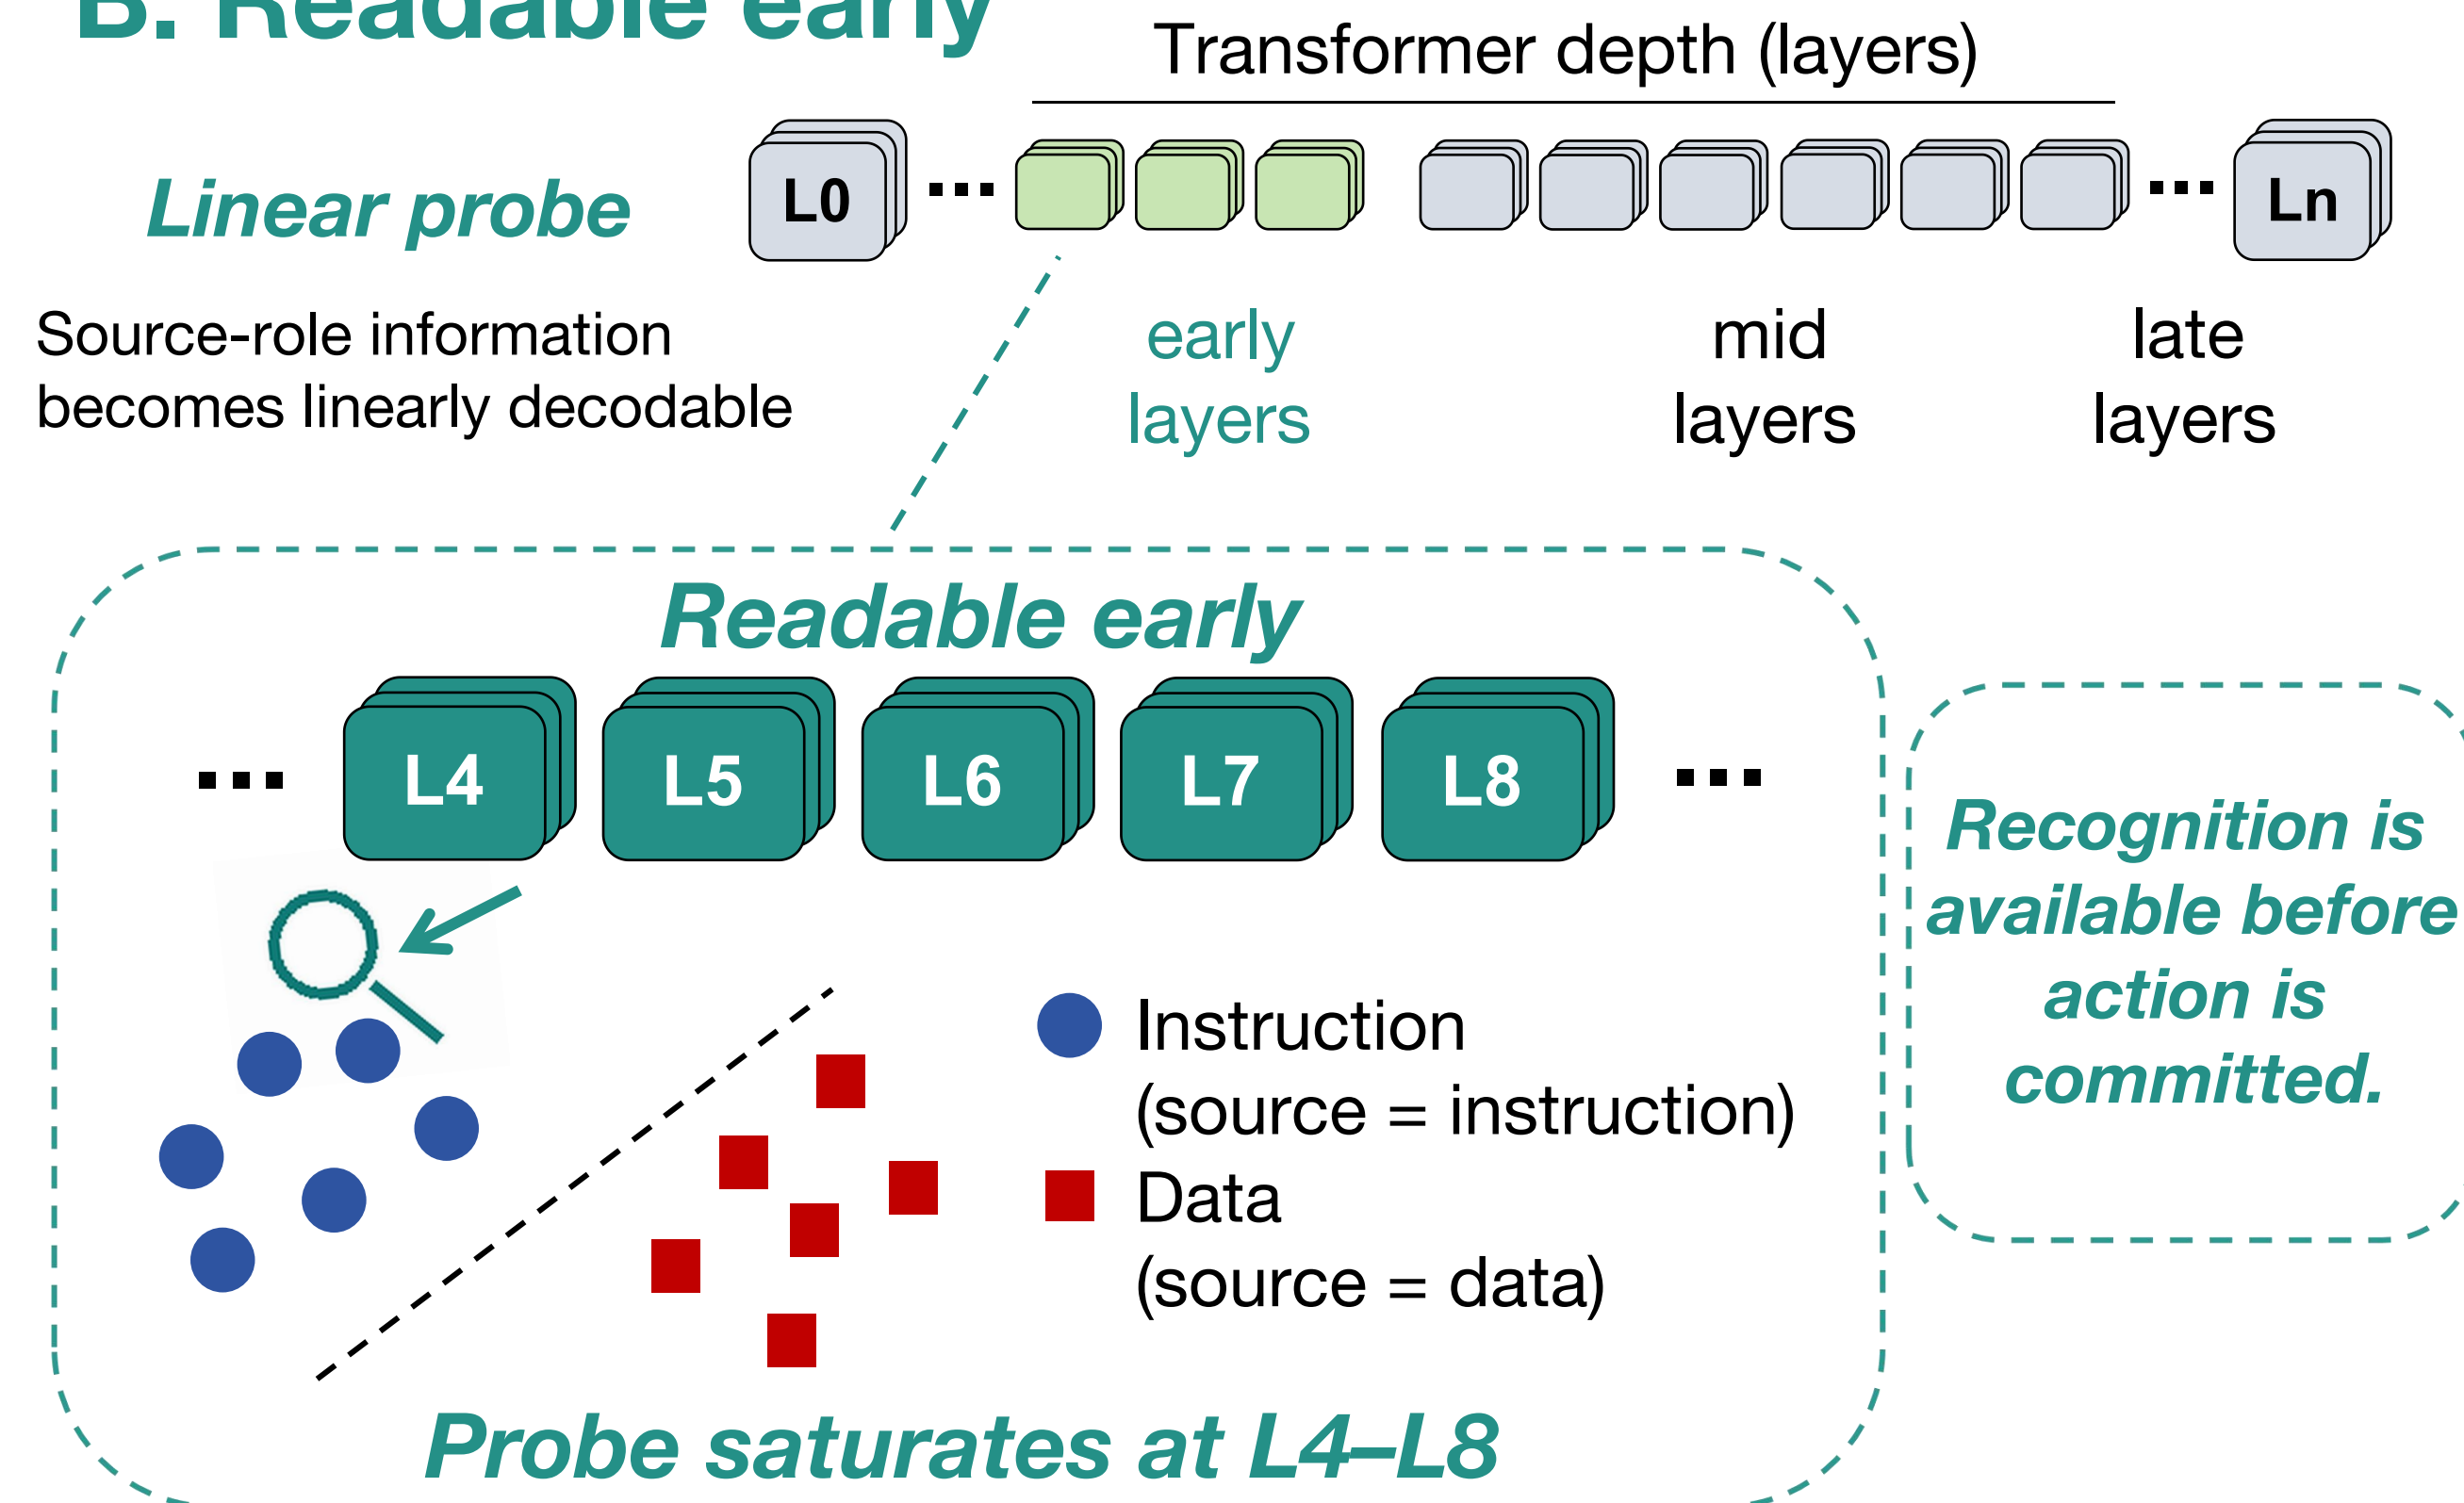 B. Readable early
Transformer depth (layers)
Linear probe
L0
Ln
Source-role information
becomes linearly decodable
early
layers
mid
layers
late
layers
Readable early
L4
L5
L6
L7
L8
Recognition is
available before
action is
committed.
Instruction
(source = instruction)
Data
(source = data)
Probe saturates at L4–L8